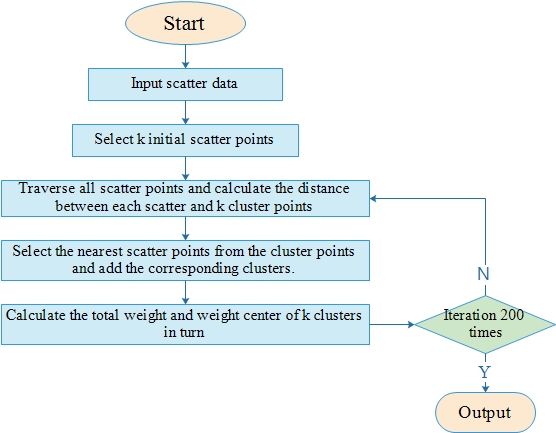 Start
Input scatter data
Select k initial scatter points
Traverse all scatter points and calculate the distance
between each scatter and k cluster points
Select the nearest scatter points from the cluster points
and add the corresponding clusters.
Calculate the total weight and weight center of k clusters
in turn
Iteration 200
times
N
Y
Output